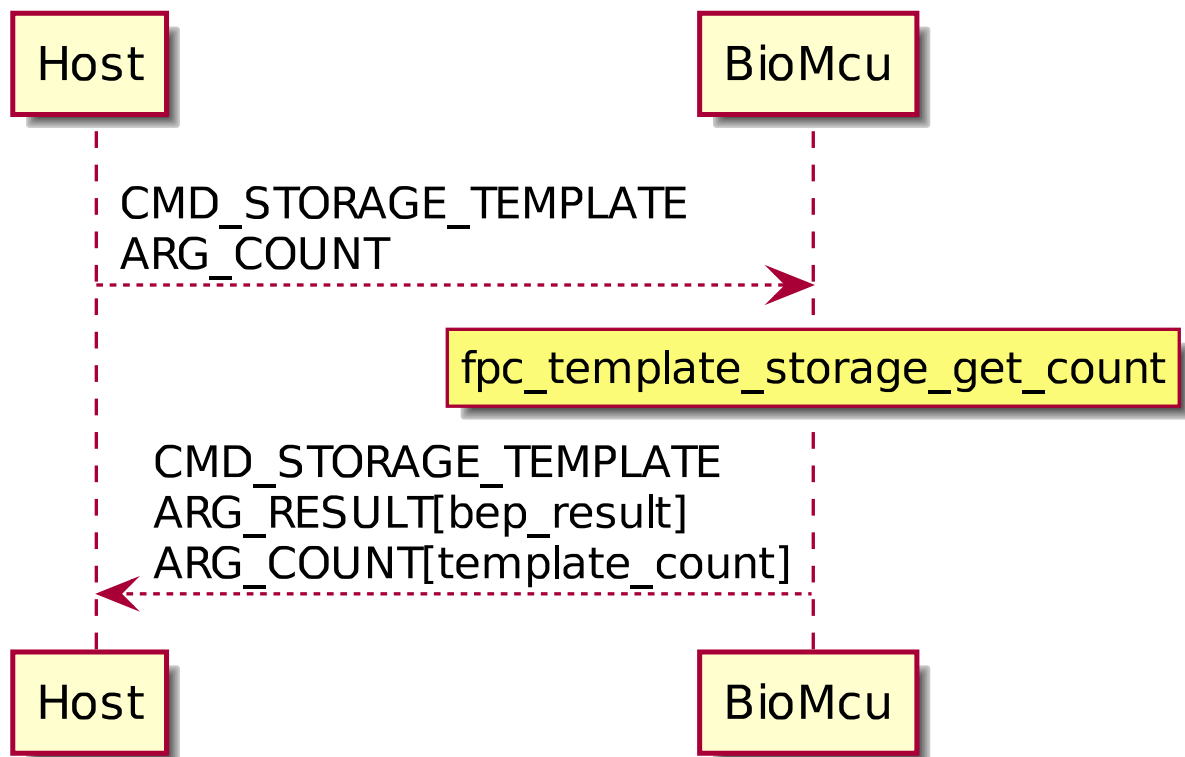 Host
BioMcu
CMD_STORAGE_TEMPLATE
ARG_COUNT
fpc_template_storage_get_count
CMD_STORAGE_TEMPLATE
ARG_RESULT[bep_result]
ARG_COUNT[template_count]
Host
BioMcu